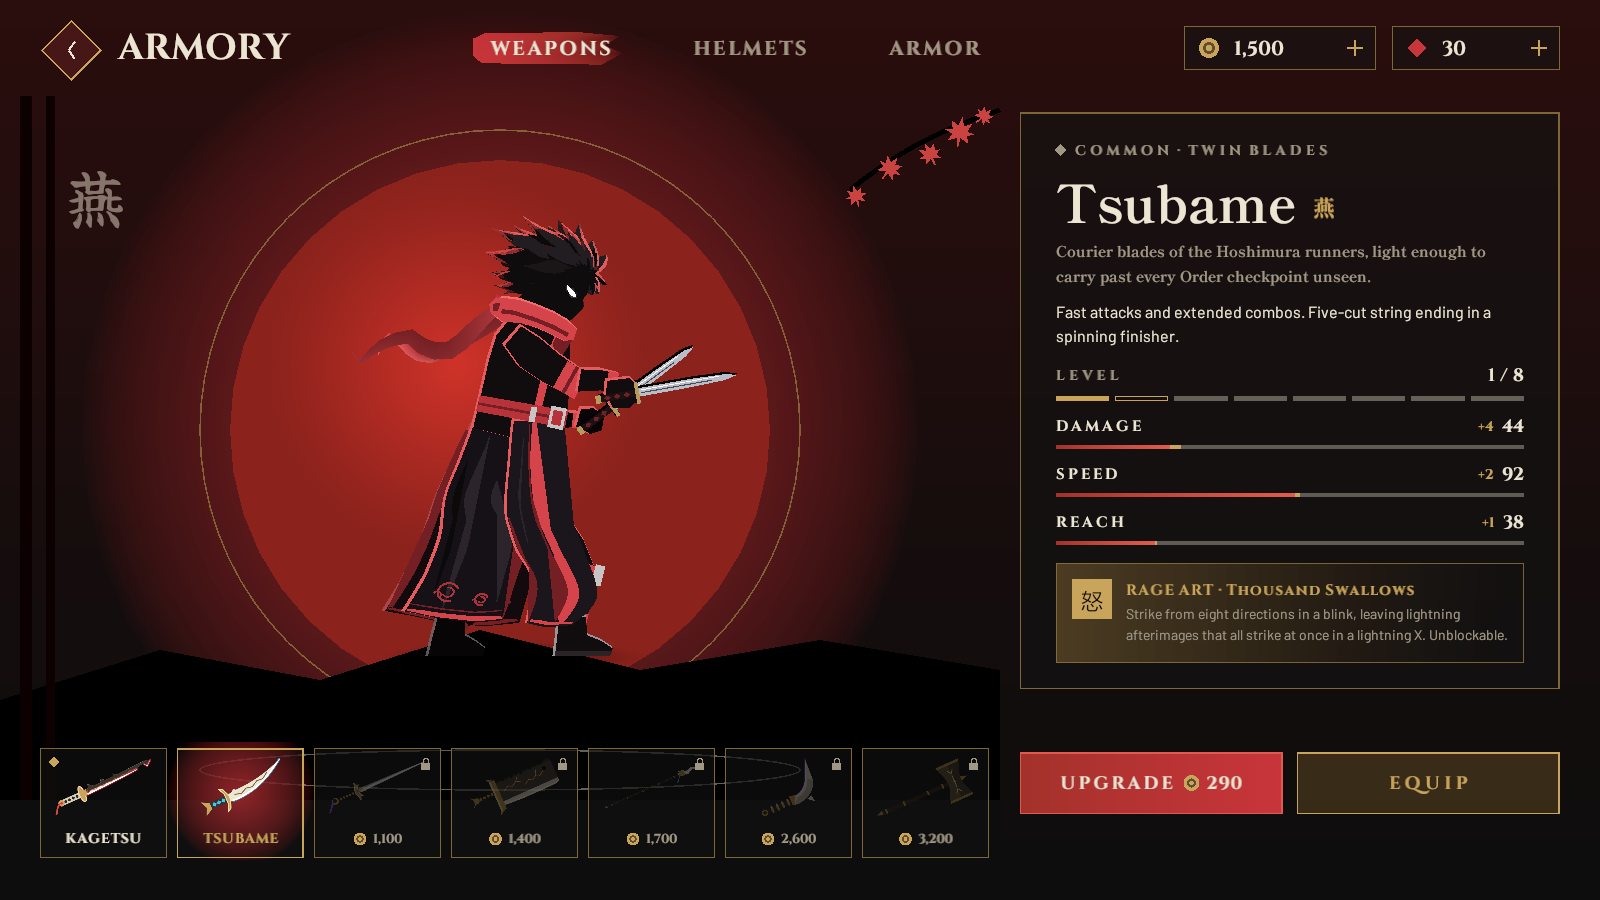 ARMORY
WEAPONS
HELMETS
ARMOR
1,500
30
燕
COMMON · TWIN BLADES
Tsubame 燕
Courier blades of the Hoshimura runners, light enough to
carry past every Order checkpoint unseen.
Fast attacks and extended combos. Five-cut string ending in a
spinning finisher.
LEVEL 1 / 8
DAMAGE +4 44
SPEED +2 92
REACH +1 38
怒
RAGE ART · THOUSAND SWALLOWS
Strike from eight directions in a blink, leaving lightning
afterimages that all strike at once in a lightning X. Unblockable.
KAGETSU
TSUBAME
1,100
1,400
1,700
2,600
3,200
UPGRADE 290
EQUIP